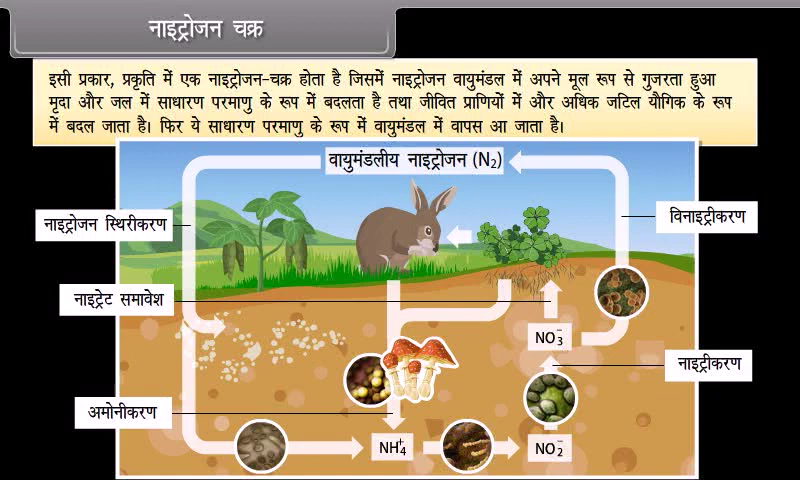 नाइट्रोजन चक्र
इसी प्रकार, प्रकृति में एक नाइट्रोजन-चक्र होता है जिसमें नाइट्रोजन वायुमंडल में अपने मूल रूप से गुजरता हुआ
मृदा और जल में साधारण परमाणु के रूप में बदलता है तथा जीवित प्राणियों में और अधिक जटिल यौगिक के रूप
में बदल जाता है। फिर ये साधारण परमाणु के रूप में वायुमंडल में वापस आ जाता है।
वायुमंडलीय नाइट्रोजन (N₂)
नाइट्रोजन स्थिरीकरण
विनाइट्रीकरण
नाइट्रेट समावेश
NO₃⁻
नाइट्रीकरण
अमोनीकरण
NH₄⁺
NO₂⁻